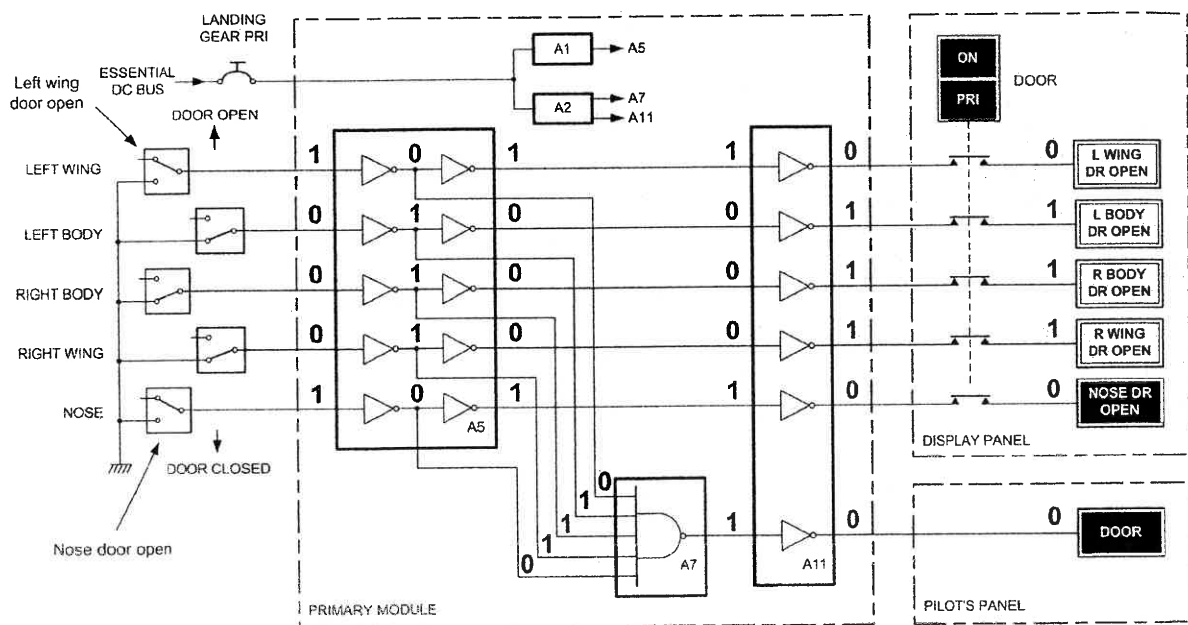 LANDING
GEAR PRI
ESSENTIAL
DC BUS
A1
A5
A2
A7
A11
ON
PRI
DOOR
Left wing
door open
DOOR OPEN
LEFT WING
1
0
1
1
0
0
L WING
DR OPEN
LEFT BODY
0
1
0
0
1
1
L BODY
DR OPEN
RIGHT BODY
0
1
0
0
1
1
R BODY
DR OPEN
RIGHT WING
0
1
0
0
1
1
R WING
DR OPEN
NOSE
1
0
1
1
0
0
NOSE DR
OPEN
A5
DOOR CLOSED
DISPLAY PANEL
Nose door open
0
1
1
1
0
A7
1
A11
0
0
DOOR
PRIMARY MODULE
PILOT'S PANEL